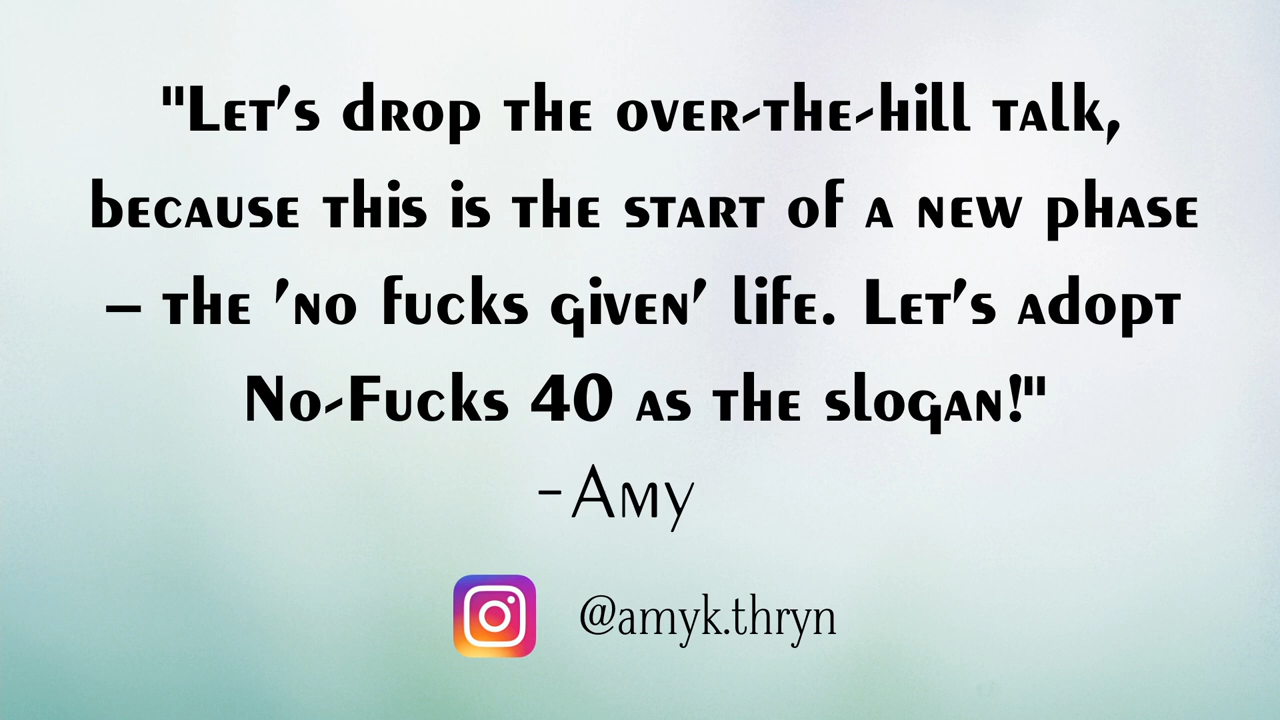 "Let's drop the over-the-hill talk,
because this is the start of a new phase
– the 'no fucks given' life. Let's adopt
No-Fucks 40 as the slogan!"
-Amy
@amyk.thryn